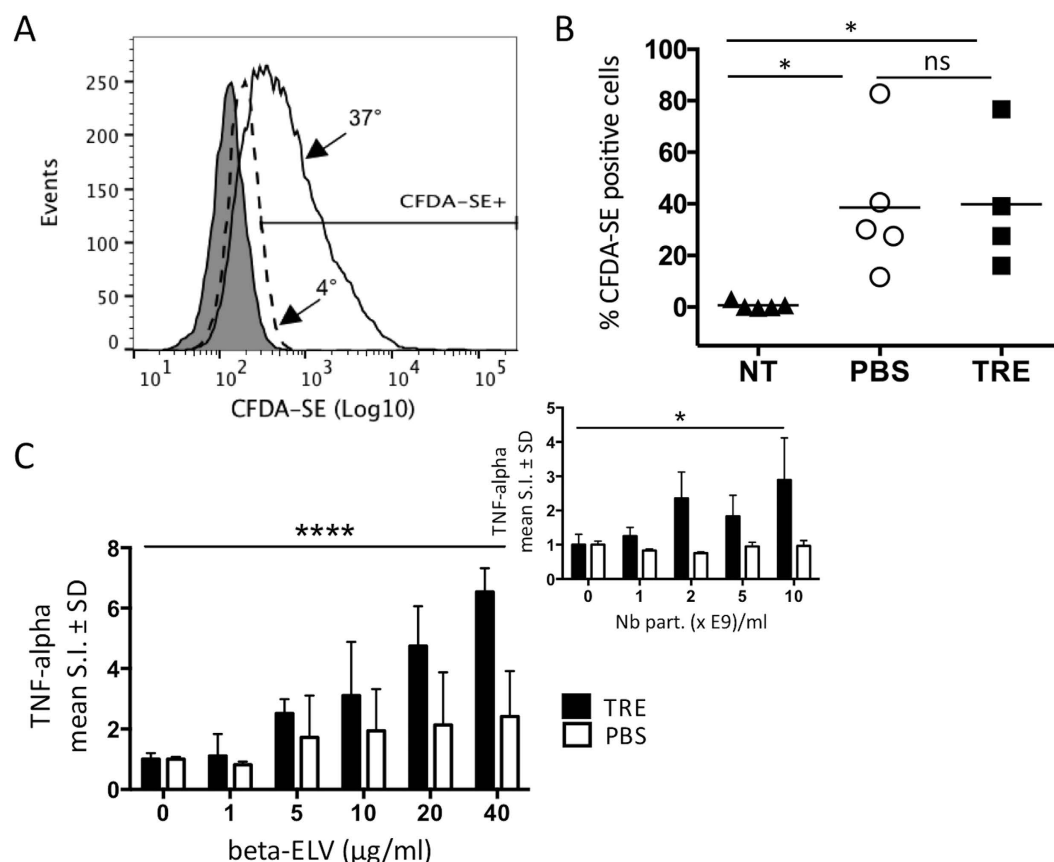 A
250
200
150
100
50
0
Events
37°
CFDA-SE+
4°
10¹ 10² 10³ 10⁴ 10⁵
CFDA-SE (Log10)
B
100
80
60
40
20
0
% CFDA-SE positive cells
*
*
ns
NT PBS TRE
C
8
6
4
2
0
TNF-alpha
mean S.I. ± SD
****
0 1 5 10 20 40
beta-ELV (µg/ml)
5
4
3
2
1
0
TNF-alpha
mean S.I. ± SD
*
0 1 2 5 10
Nb part. (x E9)/ml
TRE
PBS